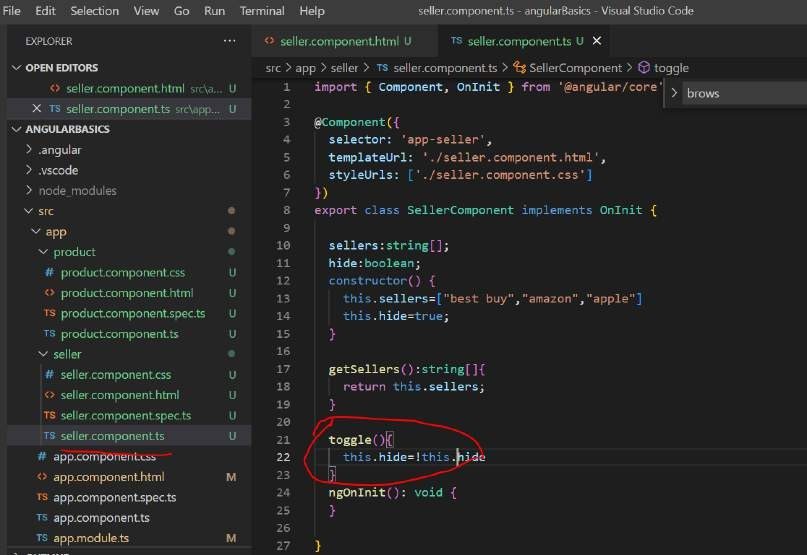 File Edit Selection View Go Run Terminal Help seller.component.ts - angularBasics - Visual Studio Code
EXPLORER ···
seller.component.html U
TS seller.component.ts U ×
OPEN EDITORS
seller.component.html src\a... U
× TS seller.component.ts src\app... U
ANGULARBASICS
.angular
.vscode
node_modules
src
app
product
# product.component.css U
<> product.component.html U
TS product.component.spec.ts U
TS product.component.ts U
seller
# seller.component.css U
<> seller.component.html U
TS seller.component.spec.ts U
TS seller.component.ts U
# app.component.css
<> app.component.html M
TS app.component.spec.ts
TS app.component.ts
TS app.module.ts M
src > app > seller > TS seller.component.ts > SellerComponent > toggle
brows
1 import { Component, OnInit } from '@angular/core'
2
3 @Component({
4 selector: 'app-seller',
5 templateUrl: './seller.component.html',
6 styleUrls: ['./seller.component.css']
7 })
8 export class SellerComponent implements OnInit {
9
10 sellers:string[];
11 hide:boolean;
12 constructor() {
13 this.sellers=["best buy","amazon","apple"]
14 this.hide=true;
15 }
16
17 getSellers():string[]{
18 return this.sellers;
19 }
20
21 toggle(){
22 this.hide=!this.hide
23 }
24 ngOnInit(): void {
25 }
26
27 }